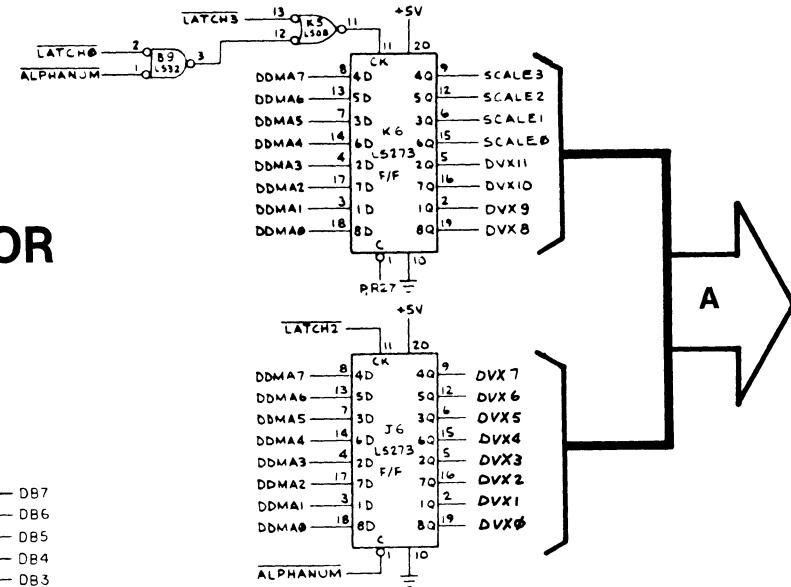 +5V
LATCH3 13 K5 11
12 LS08
LATCH0 2 B9 3
ALPHANUM 1 LS32
11 20
CK
DDMA7 8 4D 4Q 9 SCALE3
DDMA6 13 5D 5Q 12 SCALE2
DDMA5 7 3D 3Q 6 SCALE1
DDMA4 14 6D K6 6Q 15 SCALE0
DDMA3 4 2D LS273 2Q 5 DVX11
DDMA2 17 7D F/F 7Q 16 DVX10
DDMA1 3 1D 1Q 2 DVX9
DDMA0 18 8D 8Q 19 DVX8
C
1 10
OR
A
+5V
LATCH2
11 20
CK
DDMA7 8 4D 4Q 9 DVX7
DDMA6 13 5D 5Q 12 DVX6
DDMA5 7 3D 3Q 6 DVX5
DDMA4 14 6D J6 6Q 15 DVX4
DDMA3 4 2D LS273 2Q 5 DVX3
DDMA2 17 7D F/F 7Q 16 DVX2
DDMA1 3 1D 1Q 2 DVX1
DDMA0 18 8D 8Q 19 DVX0
C
1 10
ALPHANUM
DB7
DB6
DB5
DB4
DB3